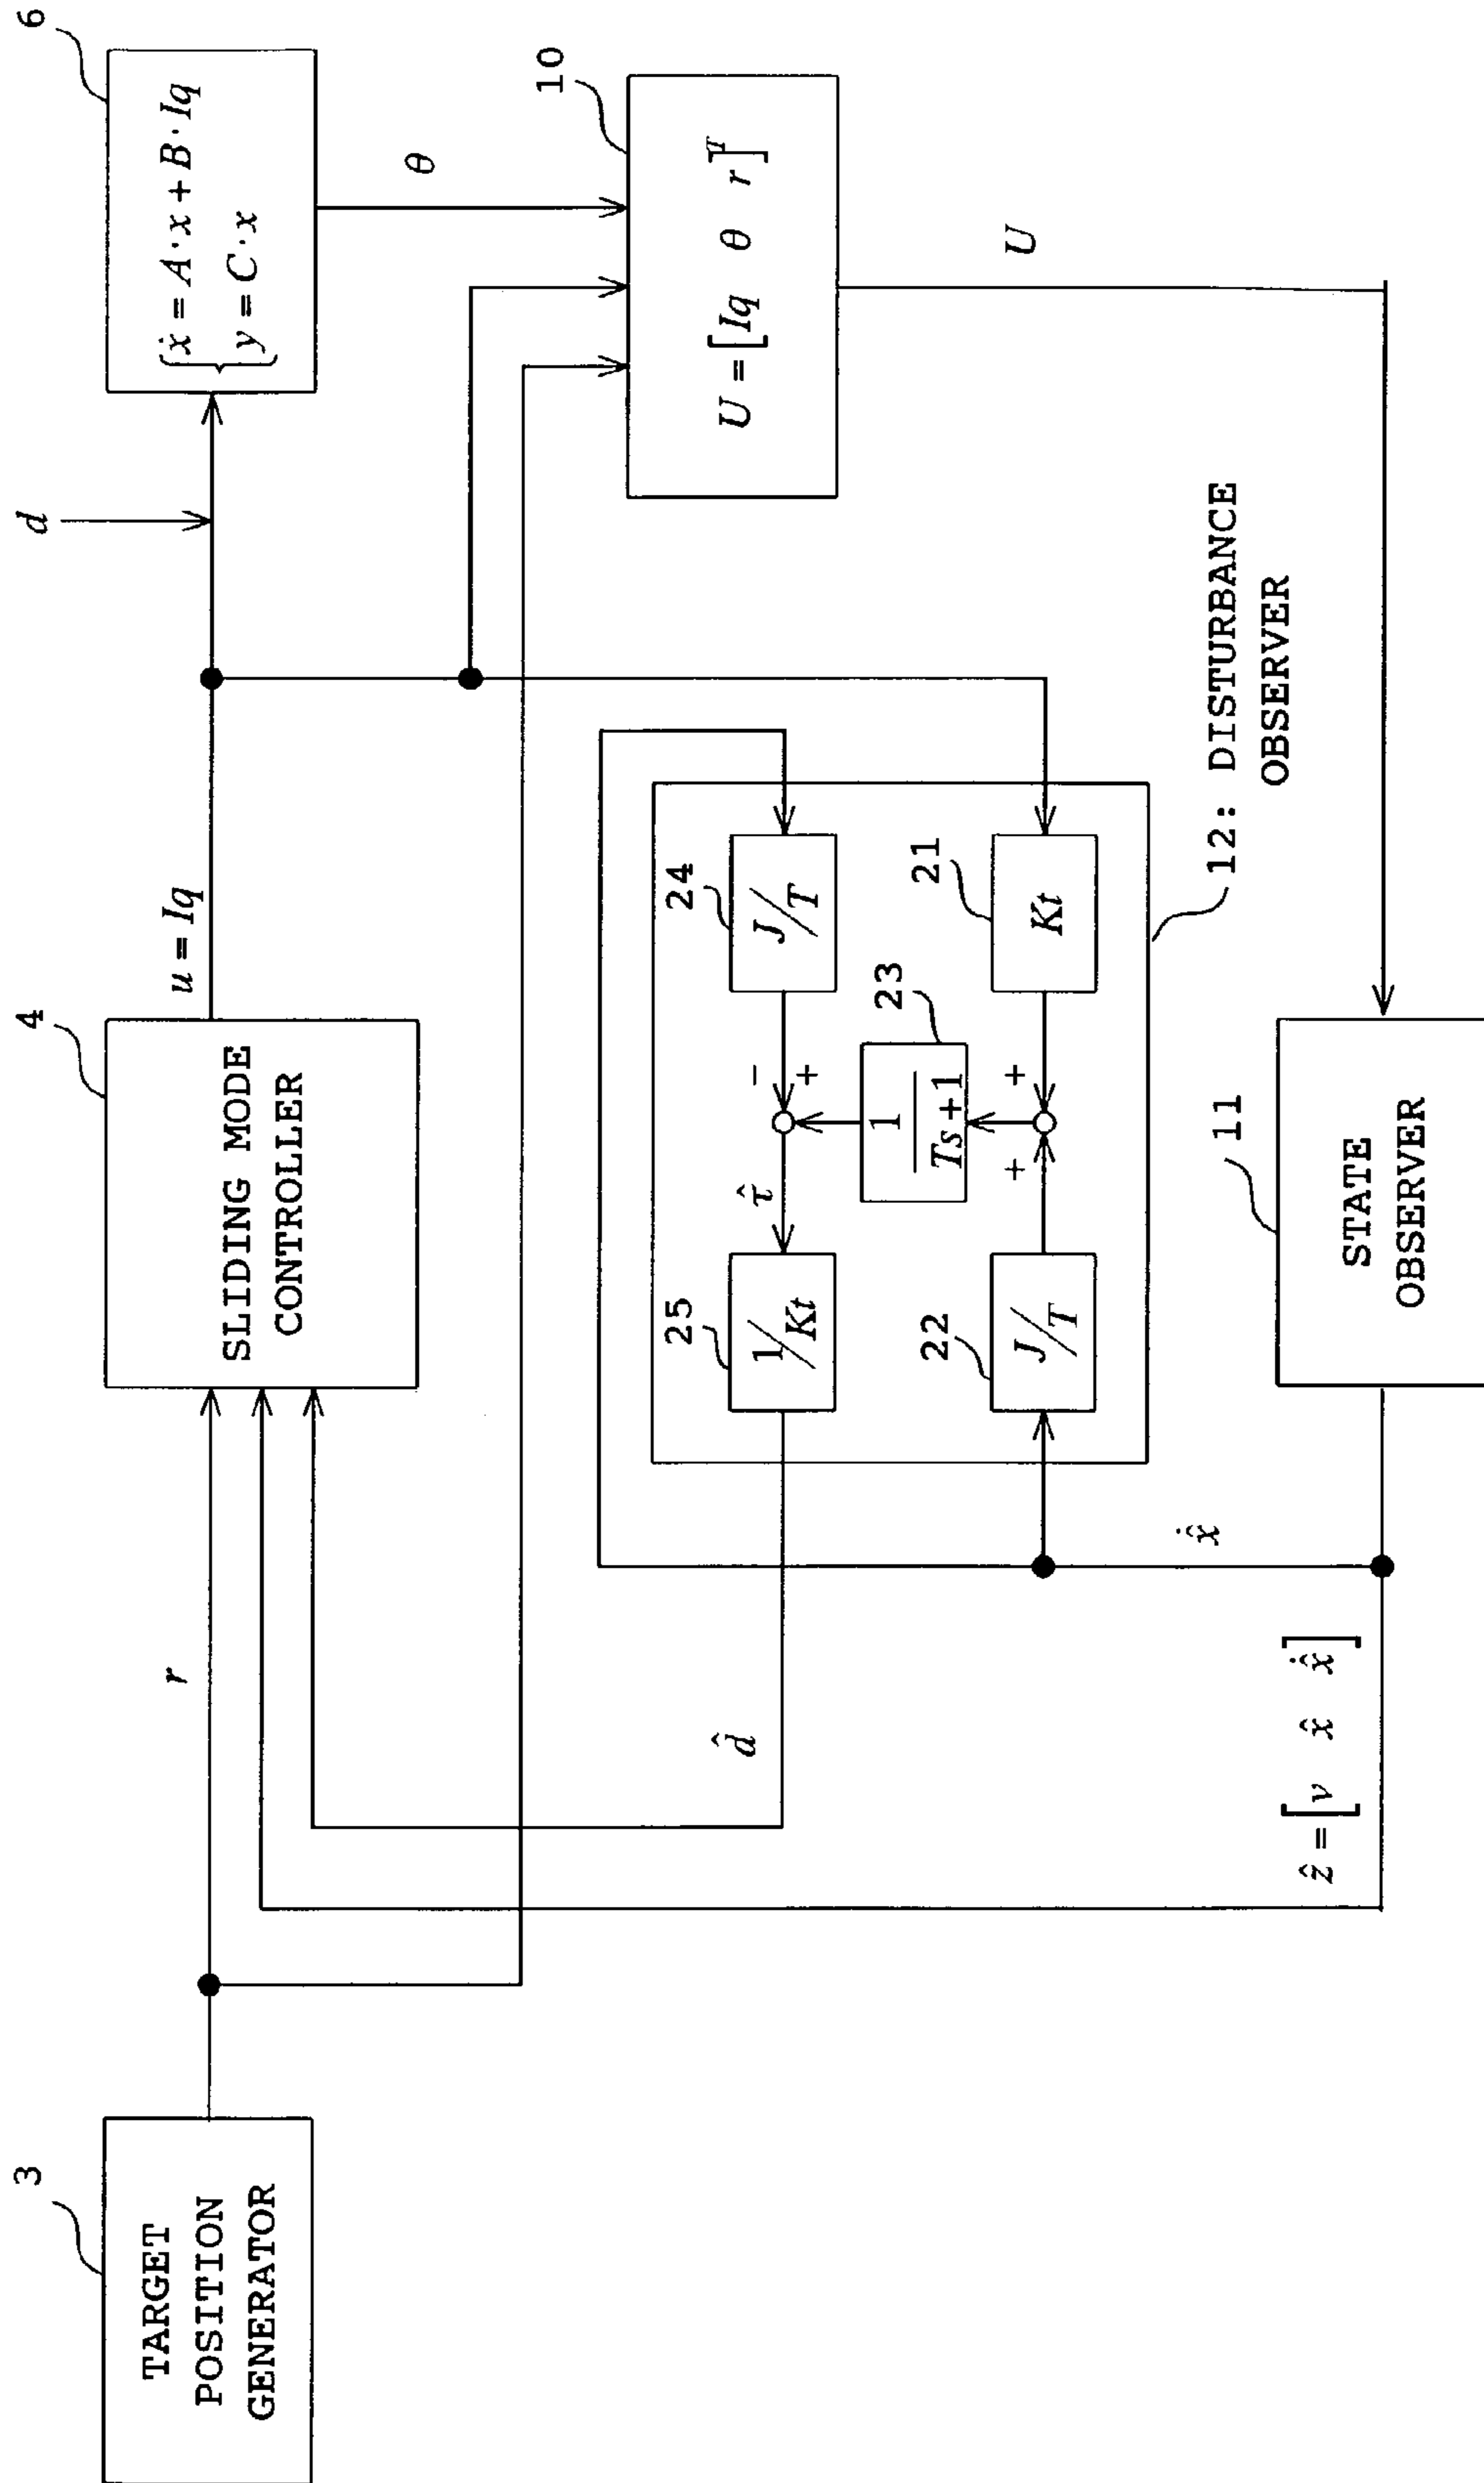 3
TARGET
POSITION
GENERATOR
r
4
SLIDING MODE
CONTROLLER
u = Iq
d
6
ẋ = A·x + B·Iq
y = C·x
θ
10
U = [Iq θ r]ᵀ
U
d̂
25
1/Kt
τ̂
24
J/T
-
+
23
1
Ts+1
22
J/T
+
+
21
Kt
12: DISTURBANCE
OBSERVER
x̂̇
ẑ = [v x̂ x̂̇]
11
STATE
OBSERVER